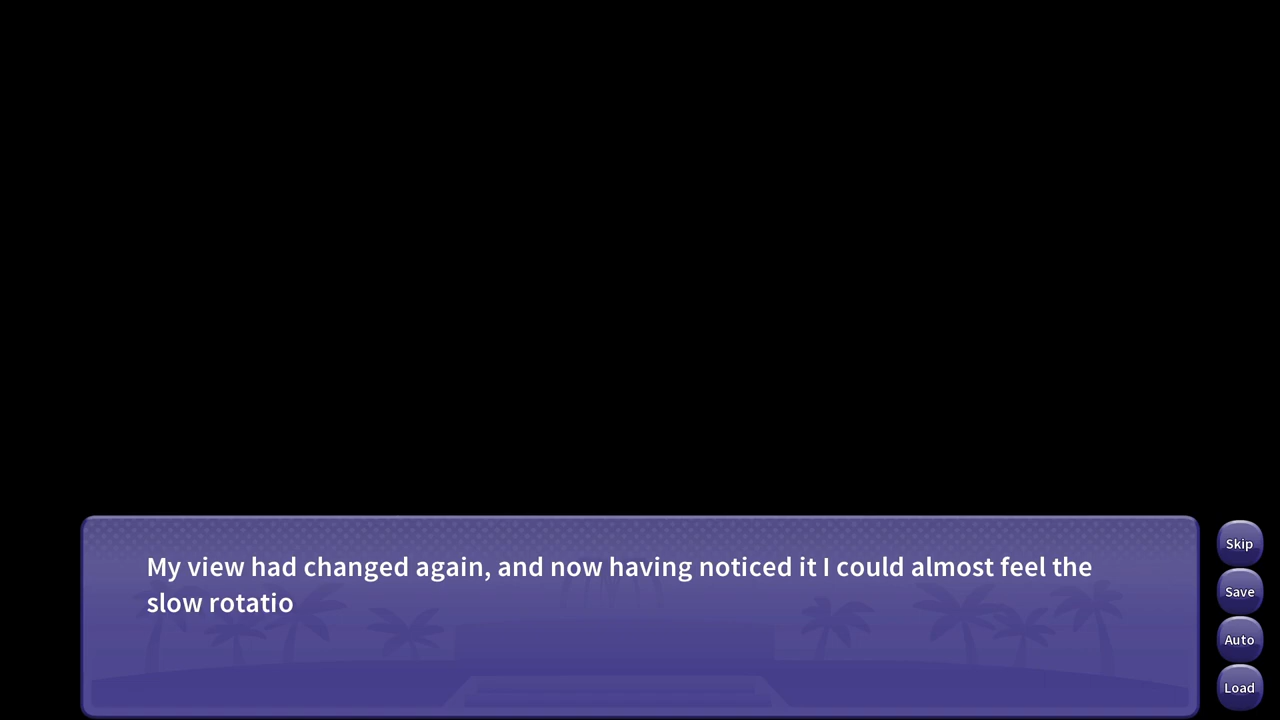 My view had changed again, and now having noticed it I could almost feel the
slow rotatio
Skip
Save
Auto
Load